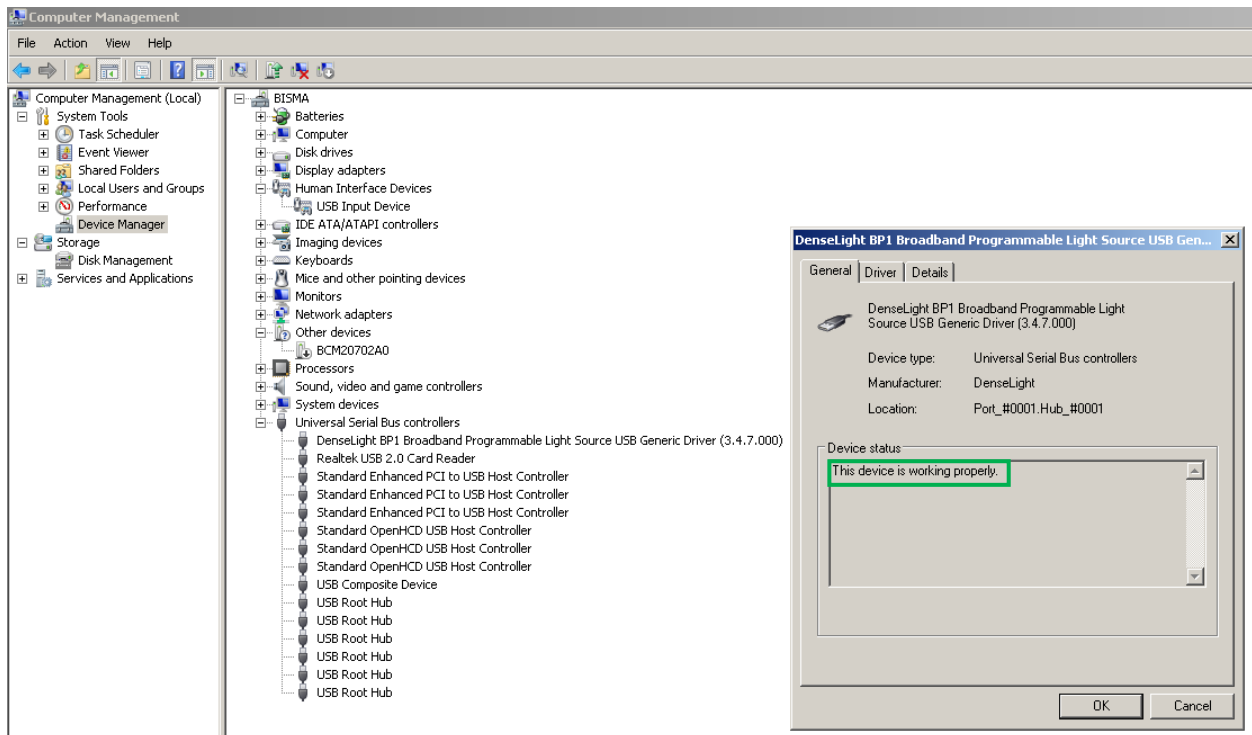 Computer Management
File Action View Help
Computer Management (Local)
System Tools
Task Scheduler
Event Viewer
Shared Folders
Local Users and Groups
Performance
Device Manager
Storage
Disk Management
Services and Applications
BISMA
Batteries
Computer
Disk drives
Display adapters
Human Interface Devices
USB Input Device
IDE ATA/ATAPI controllers
Imaging devices
Keyboards
Mice and other pointing devices
Monitors
Network adapters
Other devices
BCM20702A0
Processors
Sound, video and game controllers
System devices
Universal Serial Bus controllers
DenseLight BP1 Broadband Programmable Light Source USB Generic Driver (3.4.7.000)
Realtek USB 2.0 Card Reader
Standard Enhanced PCI to USB Host Controller
Standard Enhanced PCI to USB Host Controller
Standard Enhanced PCI to USB Host Controller
Standard OpenHCD USB Host Controller
Standard OpenHCD USB Host Controller
Standard OpenHCD USB Host Controller
USB Composite Device
USB Root Hub
USB Root Hub
USB Root Hub
USB Root Hub
USB Root Hub
USB Root Hub
DenseLight BP1 Broadband Programmable Light Source USB Gen...
General Driver Details
DenseLight BP1 Broadband Programmable Light
Source USB Generic Driver (3.4.7.000)
Device type: Universal Serial Bus controllers
Manufacturer: DenseLight
Location: Port_#0001.Hub_#0001
Device status
This device is working properly.
OK Cancel